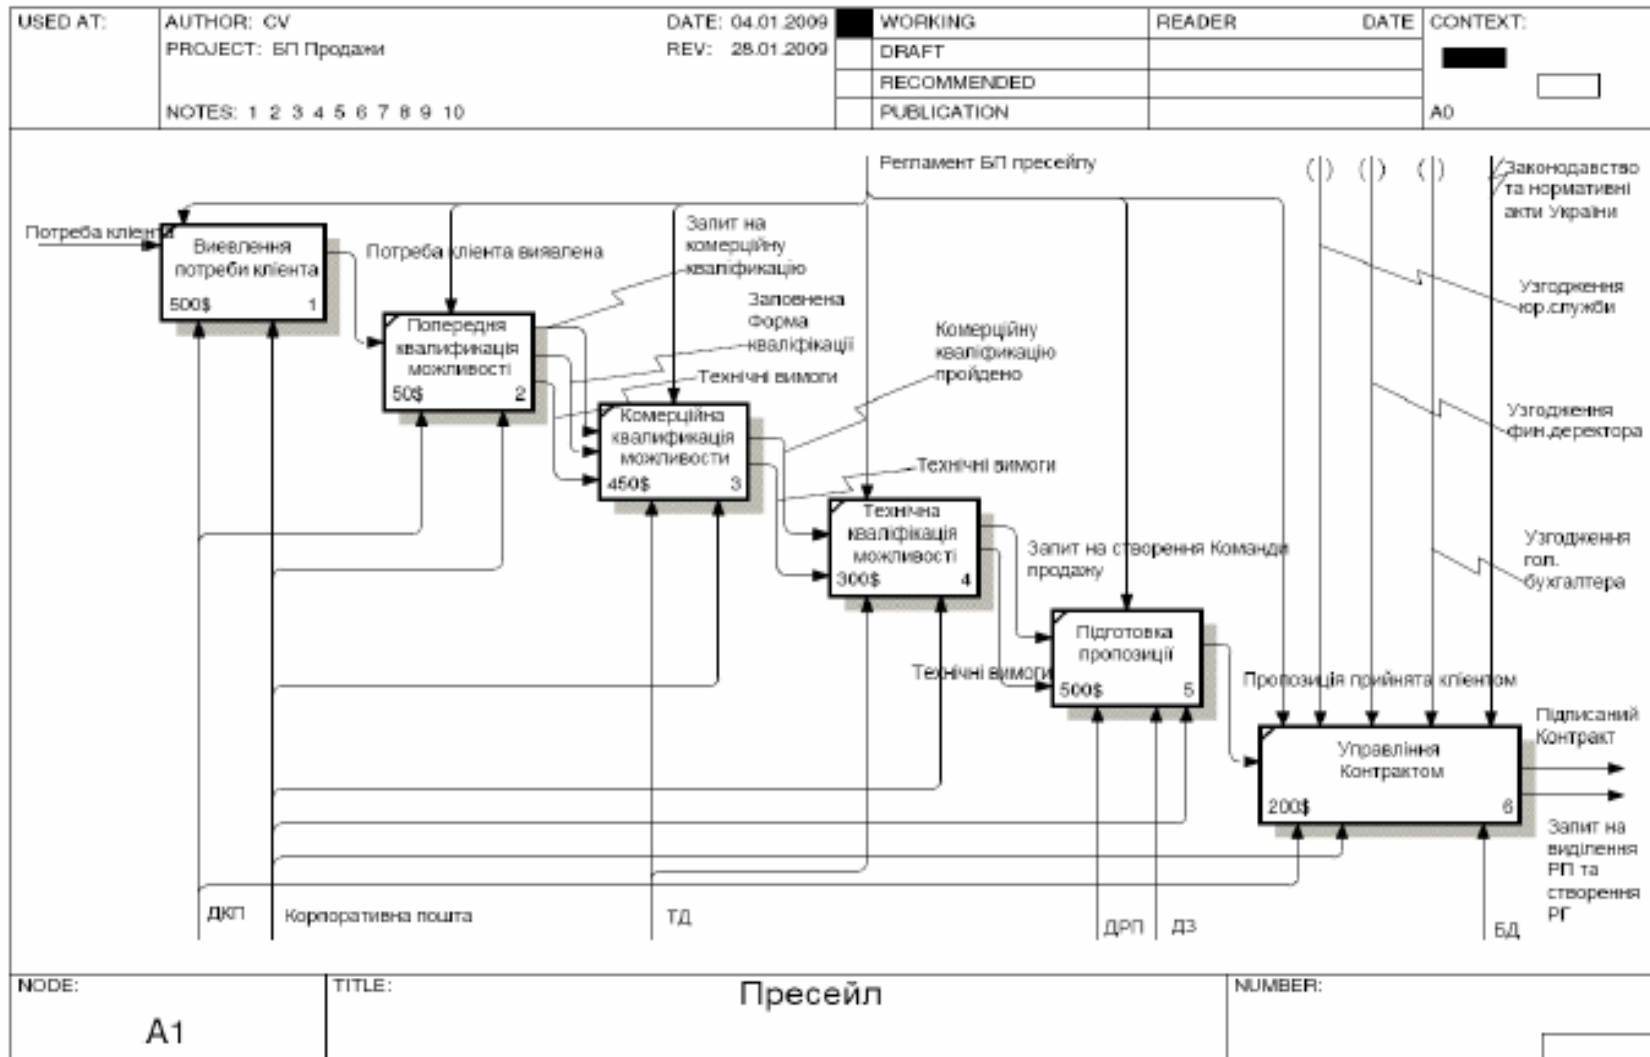 USED AT:
AUTHOR: CV
DATE: 04.01.2009
PROJECT: БП Продажи
REV: 28.01.2009
NOTES: 1 2 3 4 5 6 7 8 9 10
WORKING
DRAFT
RECOMMENDED
PUBLICATION
READER
DATE
CONTEXT:
A0
Регламент БП пресейлу
( )
( )
( )
Законодавство
та нормативні
акти України
Потреба клієнта
Виевлення
потреби клієнта
500$
1
Потреба клієнта виявлена
Запит на
комерційну
кваліфикацію
Попередня
квалификація
можливості
50$
2
Заповнена
Форма
кваліфікації
Технічні вимоги
Узгодження
юр.служби
Комерційну
кваліфикацію
пройдено
Комерційна
квалификація
можливости
450$
3
Узгодження
фин.деректора
Технічні вимоги
Технічна
кваліфікація
можливості
300$
4
Запит на створення Команди
продажу
Узгодження
гол.
бухгалтера
Підготовка
пропозиції
500$
5
Технічні вимоги
Пропозиція прийнята клієнтом
Управління
Контрактом
200$
6
Підписаний
Контракт
Запит на
виділення
РП та
створення
РГ
ДКП
Корпоративна пошта
ТД
ДРП
ДЗ
БД
NODE:
A1
TITLE:
Пресейл
NUMBER: